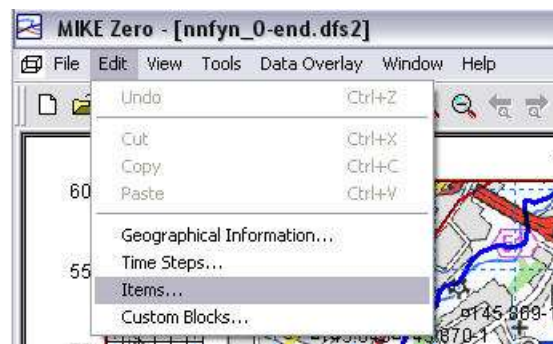 MIKE Zero - [nnfyn_0-end.dfs2]
File Edit View Tools Data Overlay Window Help
Undo Ctrl+Z
Cut Ctrl+X
Copy Ctrl+C
Paste Ctrl+V
60
Geographical Information...
Time Steps...
55
Items...
Custom Blocks...